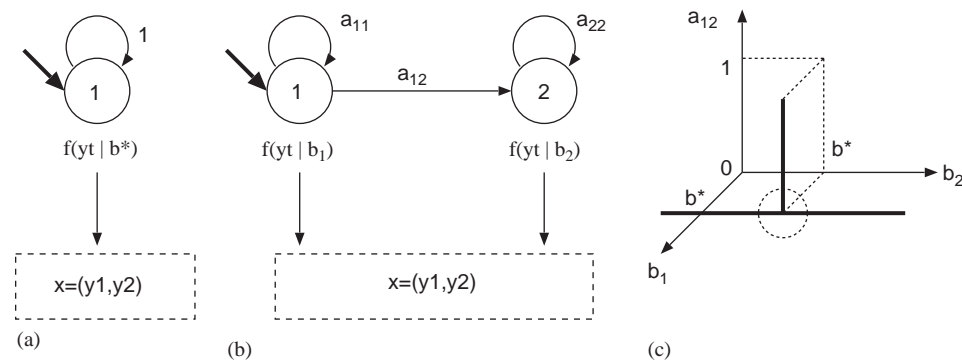 1
1
f(yt | b*)
x=(y1,y2)
(a)
a11
a22
a12
1
2
f(yt | b1)
f(yt | b2)
x=(y1,y2)
(b)
a12
1
0
b*
b2
b*
b1
(c)